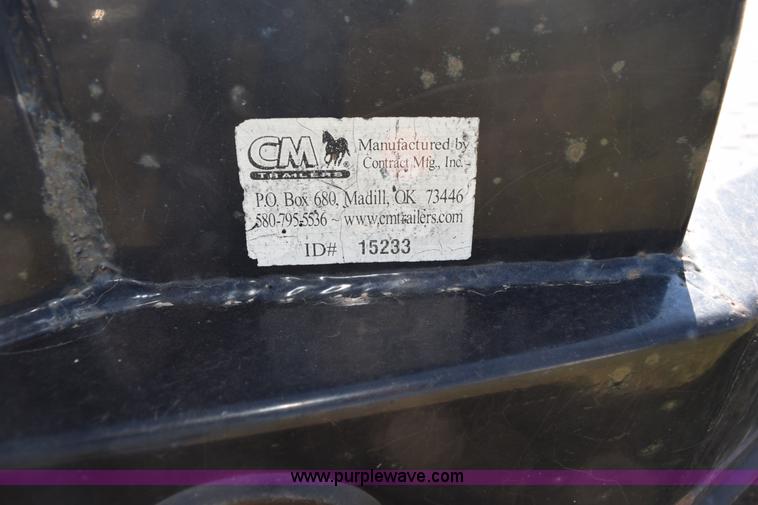 CM
TRAILERS
®
Manufactured by
Contract Mfg., Inc.
P.O. Box 680, Madill, OK 73446
580-795-5536 ~ www.cmtrailers.com
ID# 15233
www.purplewave.com